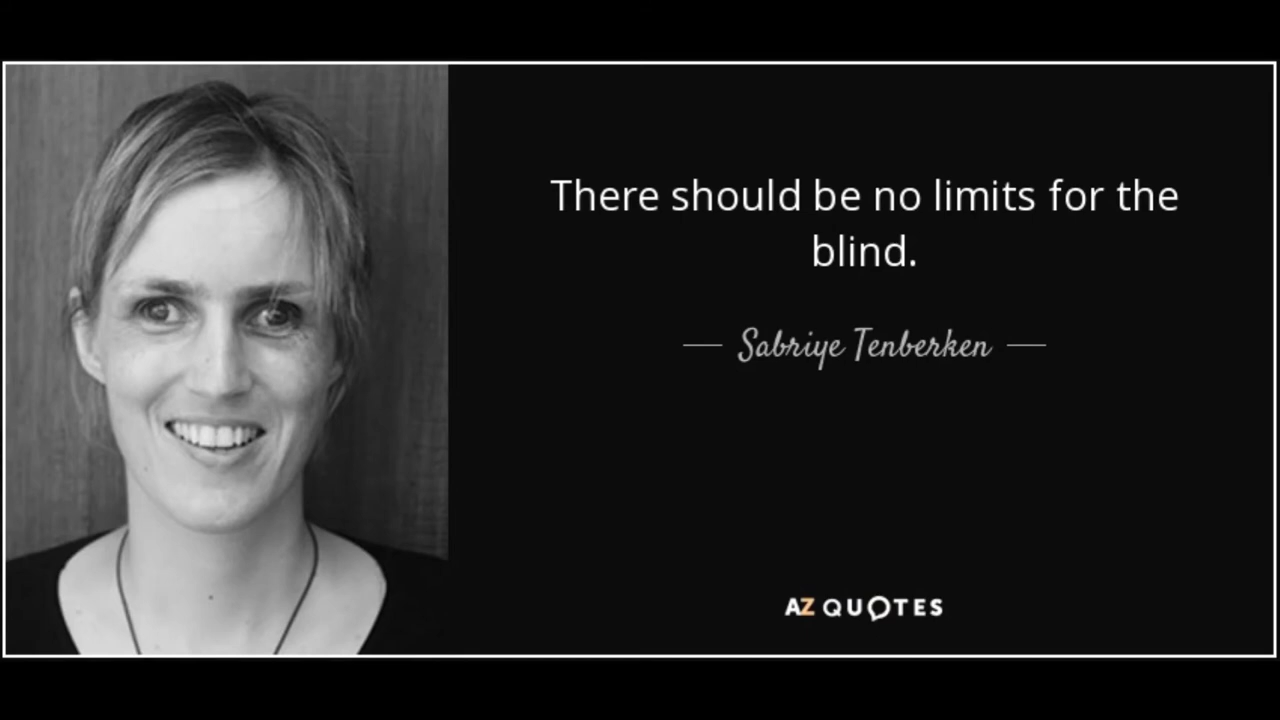 There should be no limits for the
blind.
Sabriye Tenberken
AZ QUOTES